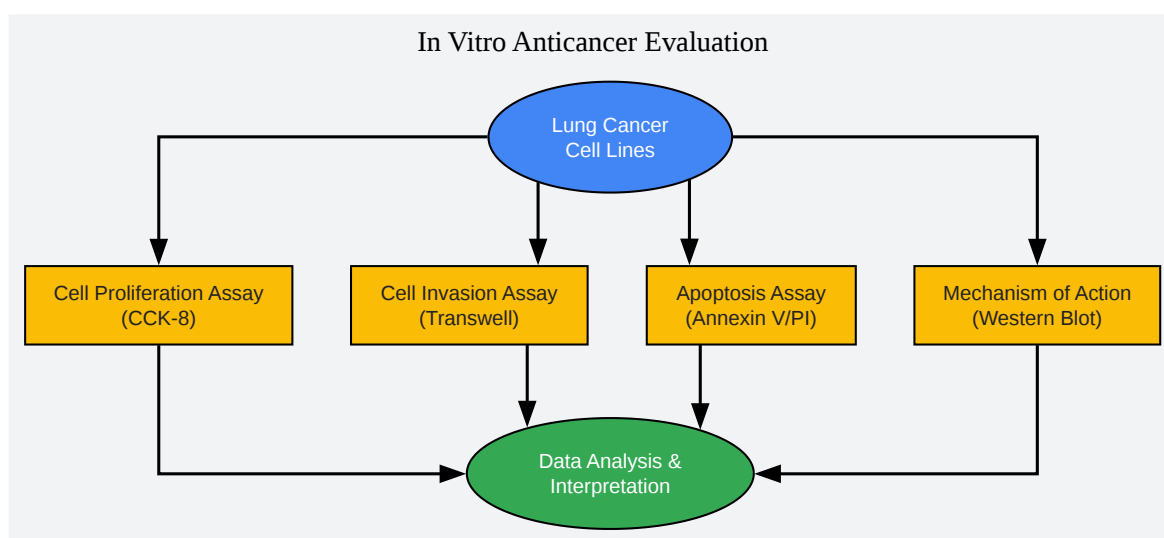 In Vitro Anticancer Evaluation
Lung Cancer
Cell Lines
Cell Proliferation Assay
(CCK-8)
Cell Invasion Assay
(Transwell)
Apoptosis Assay
(Annexin V/PI)
Mechanism of Action
(Western Blot)
Data Analysis &
Interpretation